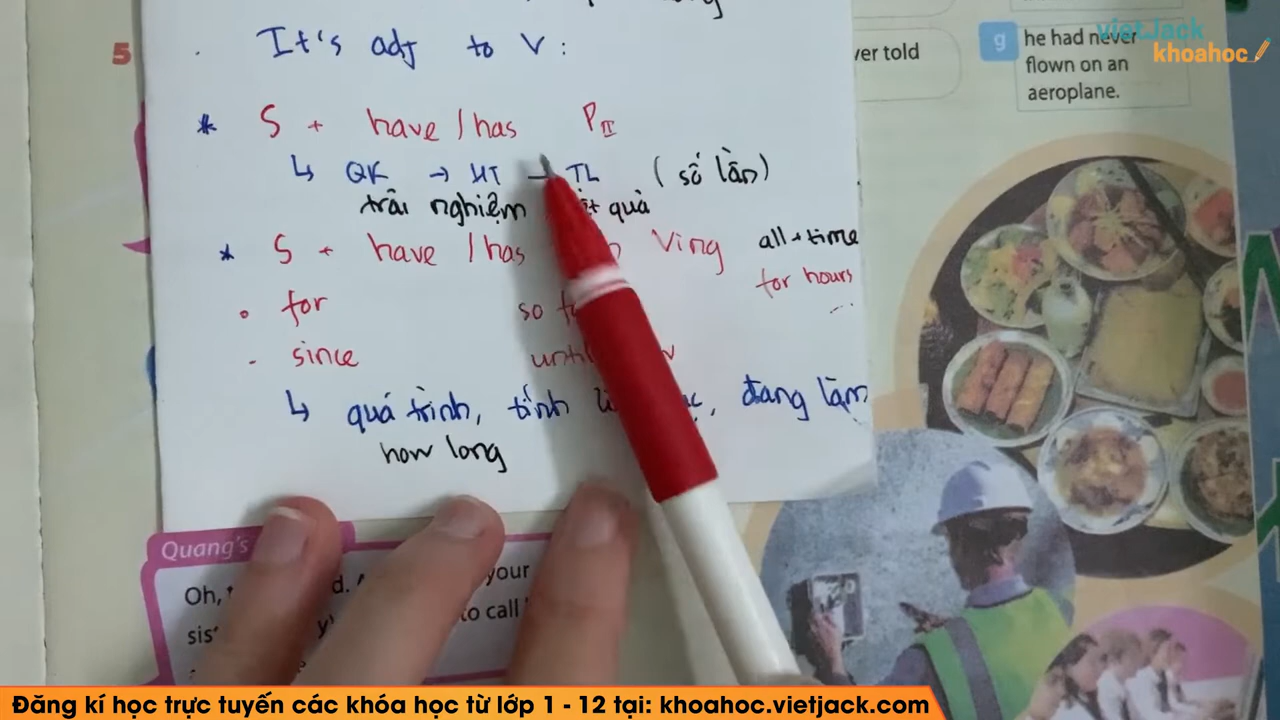 It's adj to V:
* S + have / has PII
↳ QK → HT → TL (số lần)
trải nghiệm quả
* S + have / has Ving all + time
for hours
• for so
- since until
↳ quá trình, tính đang làm
how long
5
ver told
g he had never
flown on an
aeroplane.
vietJack
khoahoc
Quang's
Oh, d. your
sis to call
Đăng kí học trực tuyến các khóa học từ lớp 1 - 12 tại: khoahoc.vietjack.com